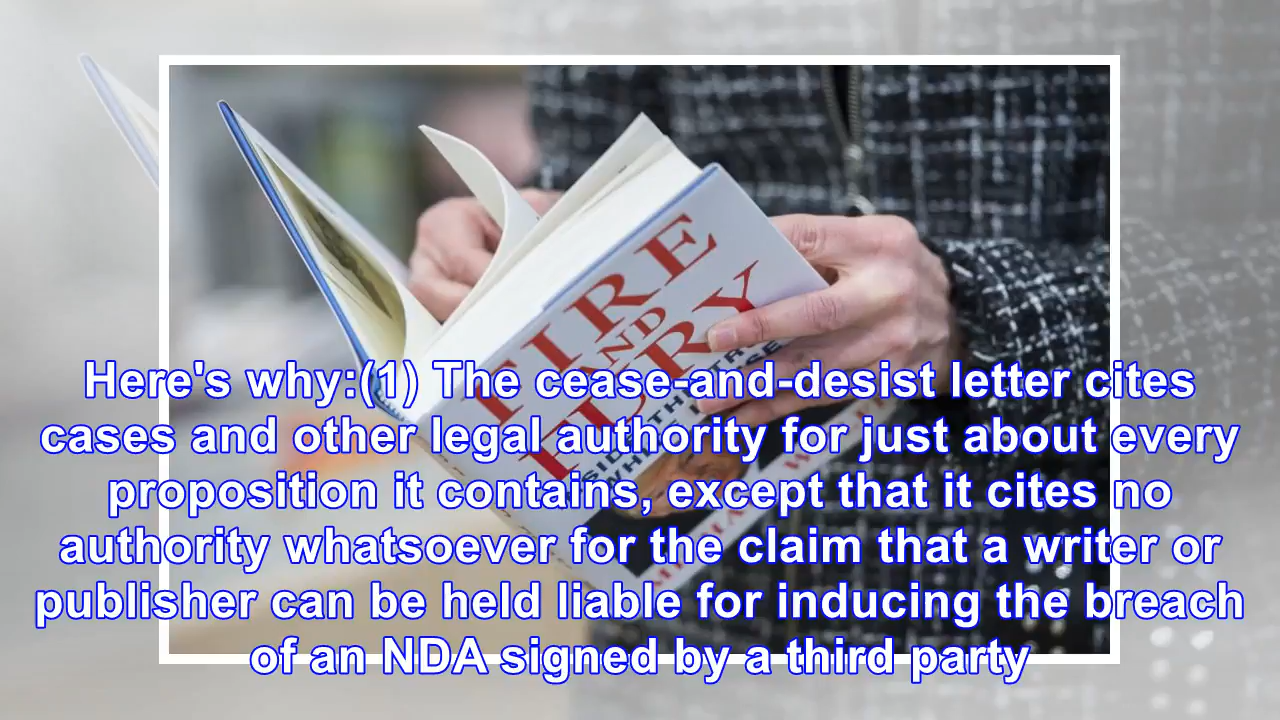 FIRE
AND
FURY
Here's why:(1) The cease-and-desist letter cites
cases and other legal authority for just about every
proposition it contains, except that it cites no
authority whatsoever for the claim that a writer or
publisher can be held liable for inducing the breach
of an NDA signed by a third party